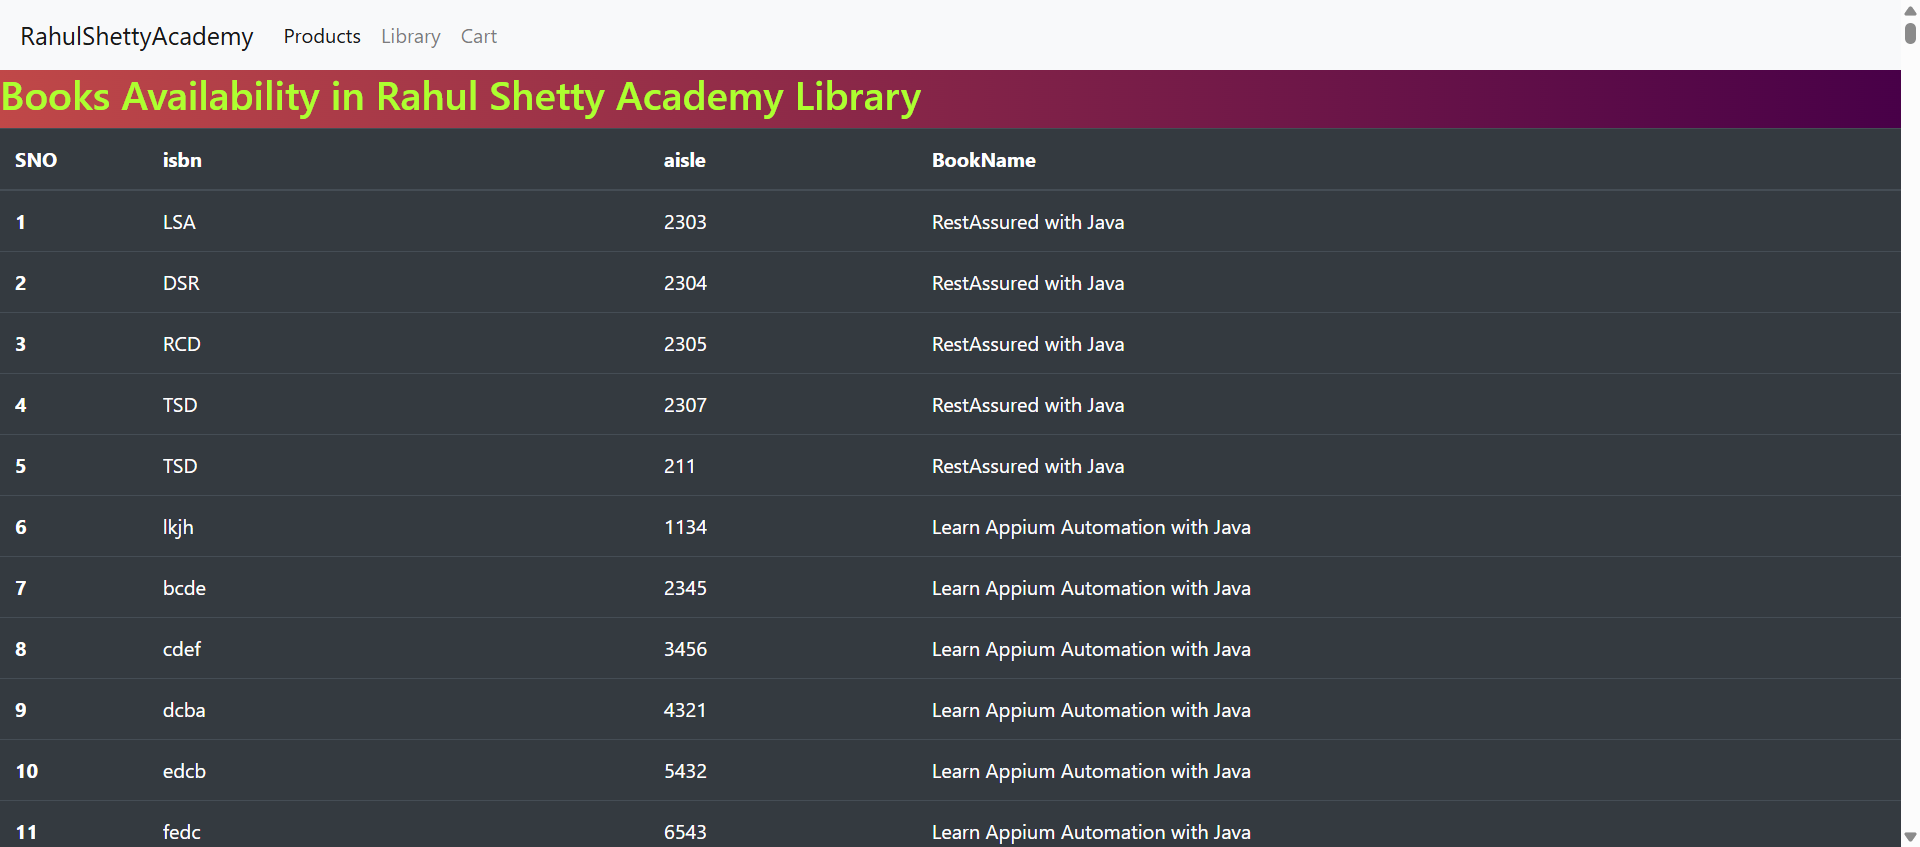 RahulShettyAcademy Products Library Cart
Books Availability in Rahul Shetty Academy Library
SNO isbn aisle BookName
1 LSA 2303 RestAssured with Java
2 DSR 2304 RestAssured with Java
3 RCD 2305 RestAssured with Java
4 TSD 2307 RestAssured with Java
5 TSD 211 RestAssured with Java
6 lkjh 1134 Learn Appium Automation with Java
7 bcde 2345 Learn Appium Automation with Java
8 cdef 3456 Learn Appium Automation with Java
9 dcba 4321 Learn Appium Automation with Java
10 edcb 5432 Learn Appium Automation with Java
11 fedc 6543 Learn Appium Automation with Java